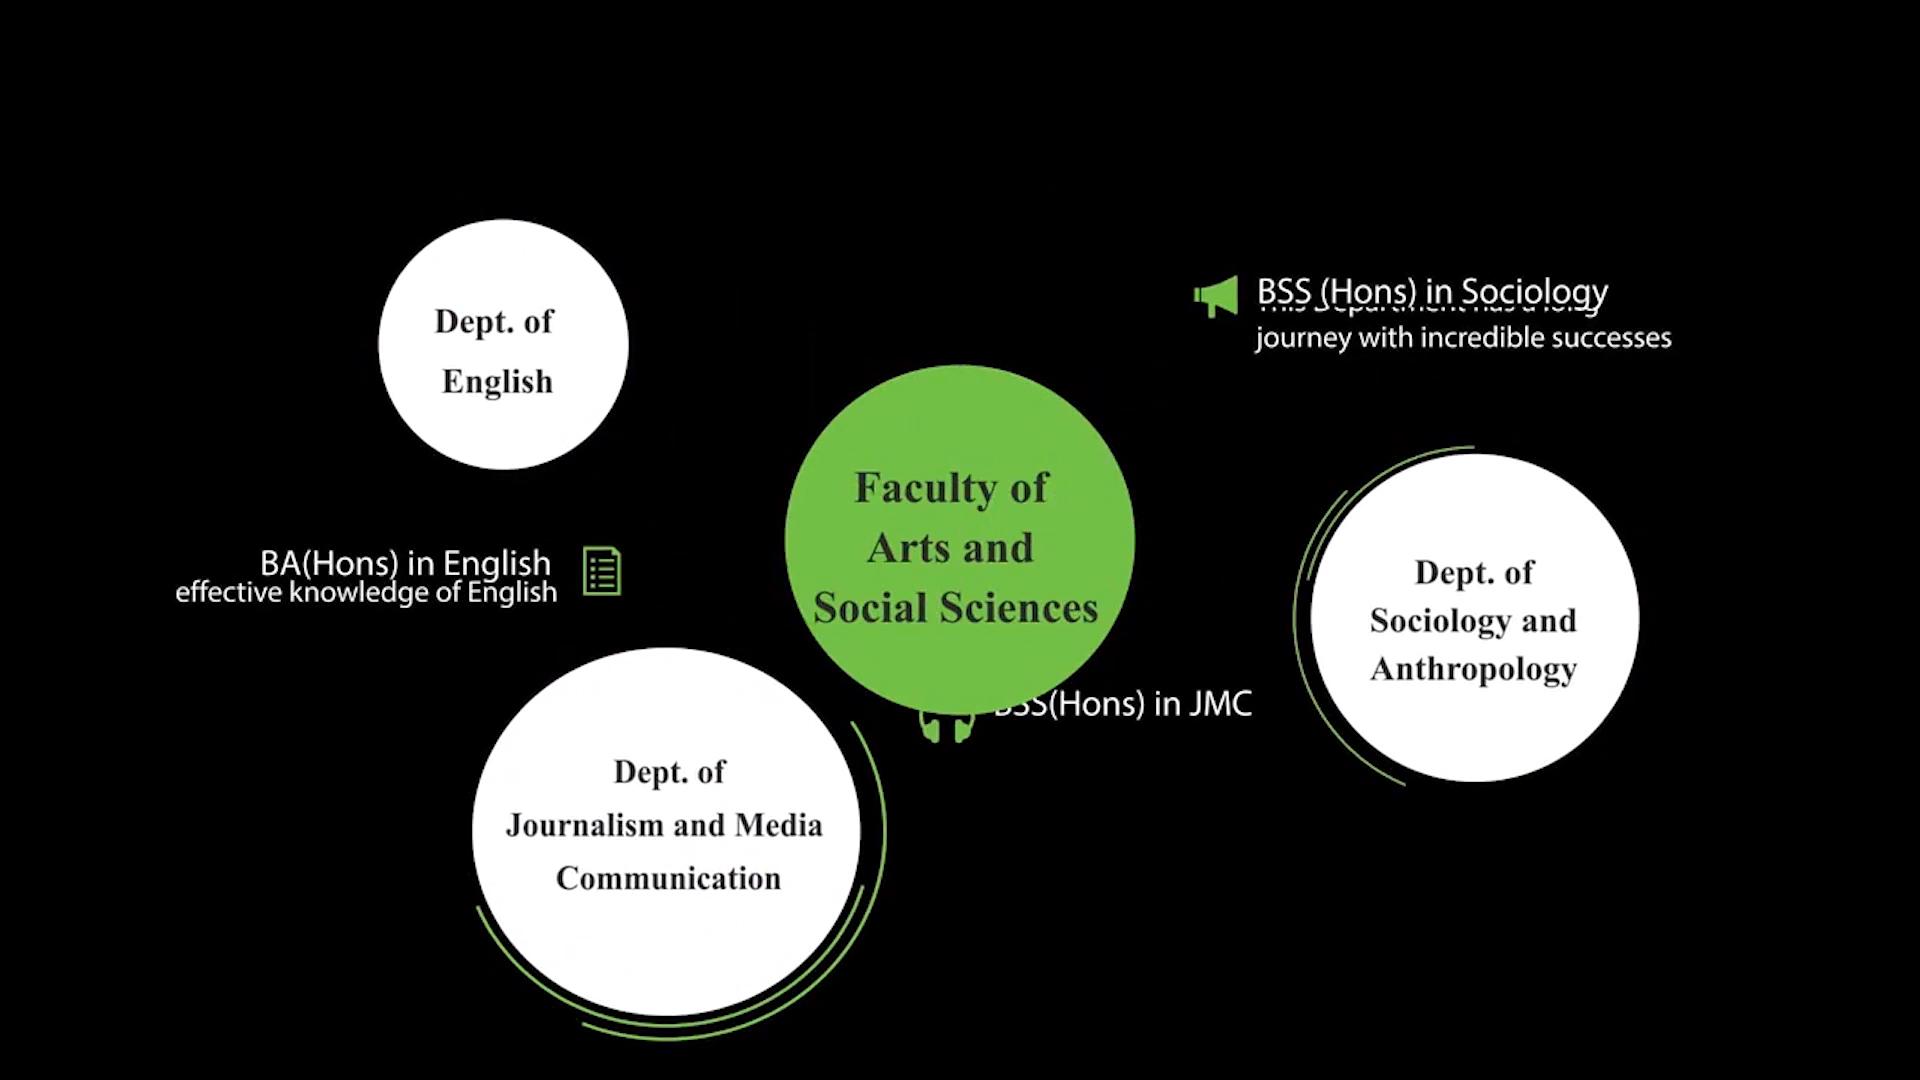 Dept. of
English
BSS (Hons) in Sociology
journey with incredible successes
Faculty of
Arts and
Social Sciences
BA(Hons) in English
effective knowledge of English
Dept. of
Sociology and
Anthropology
BSS(Hons) in JMC
Dept. of
Journalism and Media
Communication